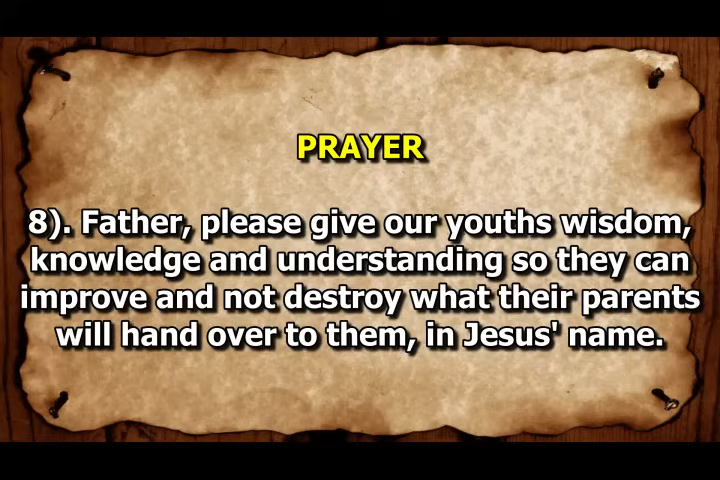 PRAYER
8). Father, please give our youths wisdom,
knowledge and understanding so they can
improve and not destroy what their parents
will hand over to them, in Jesus' name.